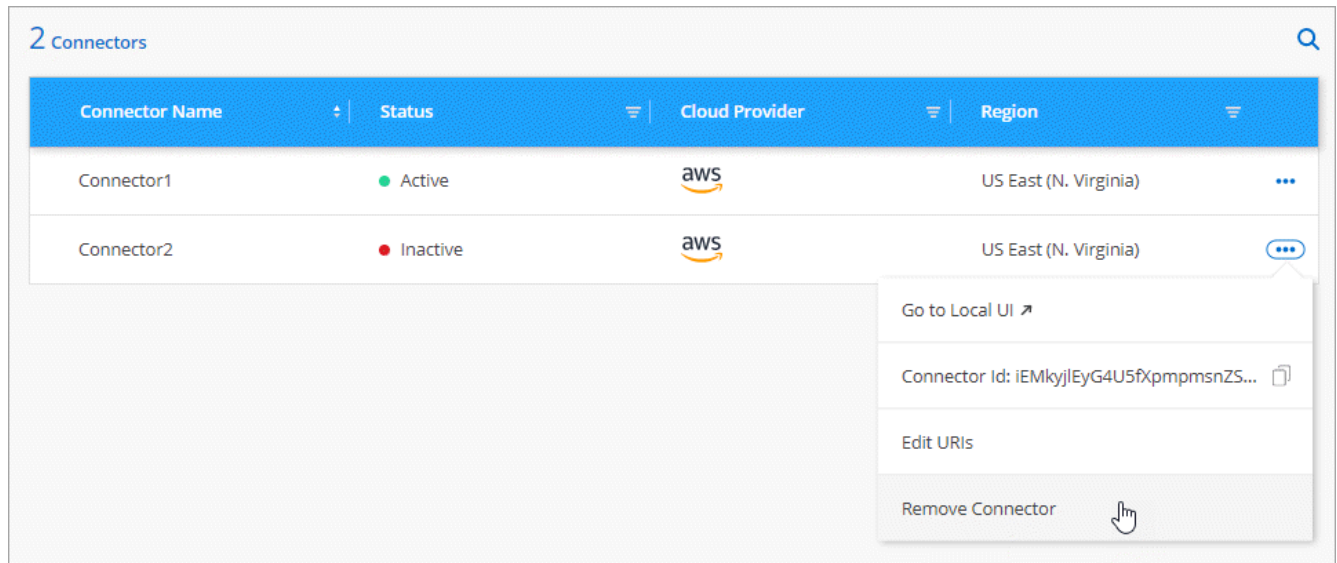 2 Connectors
Connector Name Status Cloud Provider Region
Connector1 Active aws US East (N. Virginia)
Connector2 Inactive aws US East (N. Virginia)
Go to Local UI
Connector Id: iEMkyjlEyG4U5fXpmpmsnZS...
Edit URIs
Remove Connector